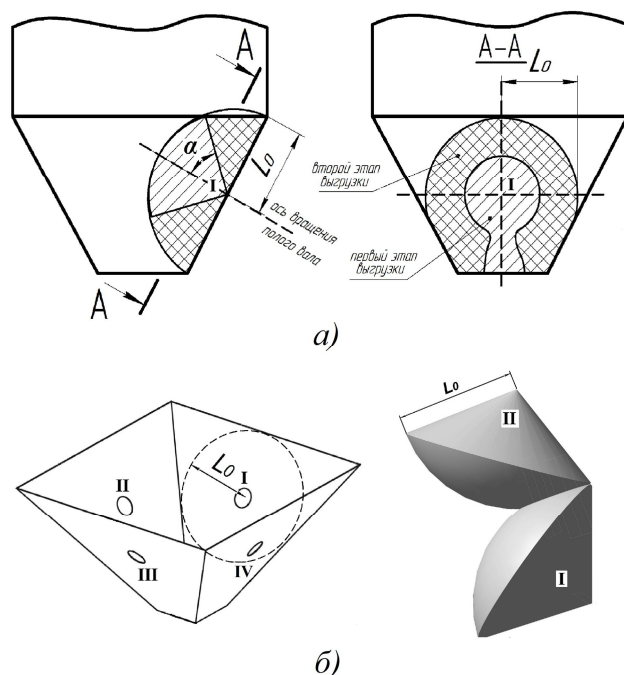 A
A-A
L₀
α
I
L₀
ось вращения
полого вала
A
второй этап
выгрузки
I
первый этап
выгрузки
а)
L₀
II
I
L₀
I
II
III
IV
б)